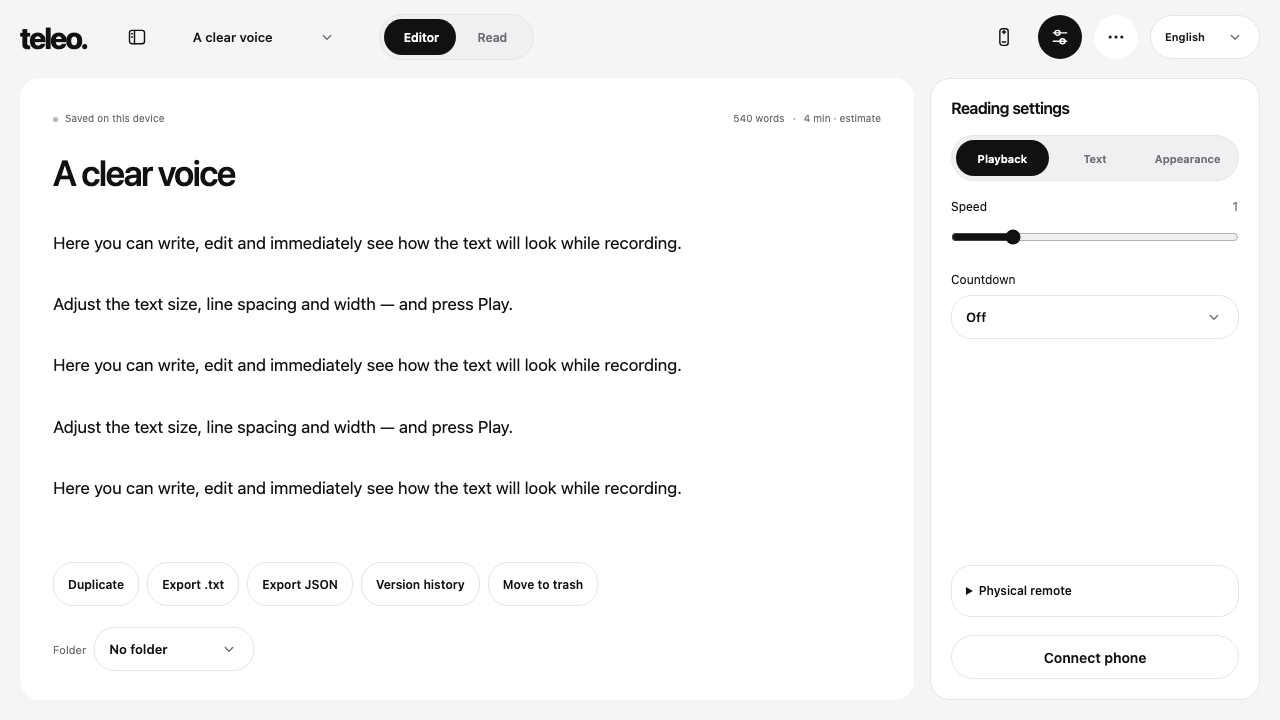 teleo.
A clear voice
Editor
Read
English
Saved on this device
540 words · 4 min · estimate
A clear voice
Here you can write, edit and immediately see how the text will look while recording.
Adjust the text size, line spacing and width — and press Play.
Here you can write, edit and immediately see how the text will look while recording.
Adjust the text size, line spacing and width — and press Play.
Here you can write, edit and immediately see how the text will look while recording.
Duplicate
Export .txt
Export JSON
Version history
Move to trash
Folder
No folder
Reading settings
Playback
Text
Appearance
Speed
1
Countdown
Off
Physical remote
Connect phone